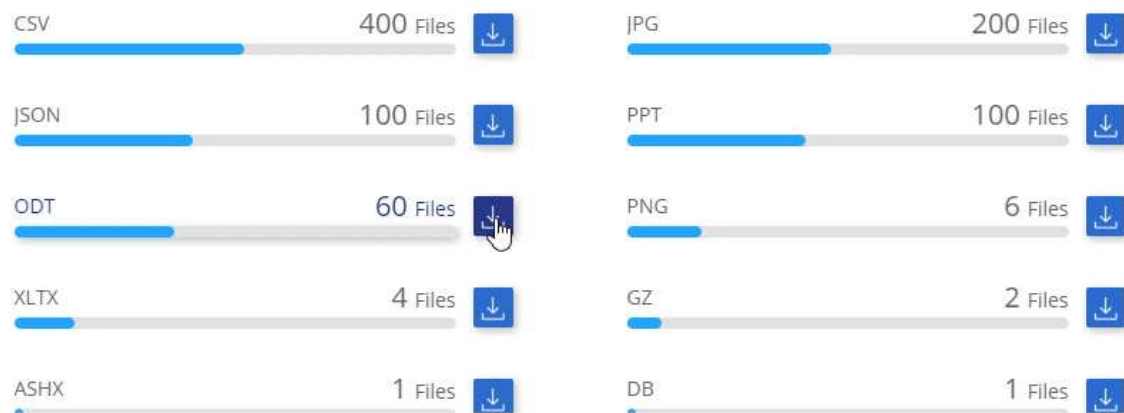 CSV 400 Files
JPG 200 Files
JSON 100 Files
PPT 100 Files
ODT 60 Files
PNG 6 Files
XLTX 4 Files
GZ 2 Files
ASHX 1 Files
DB 1 Files